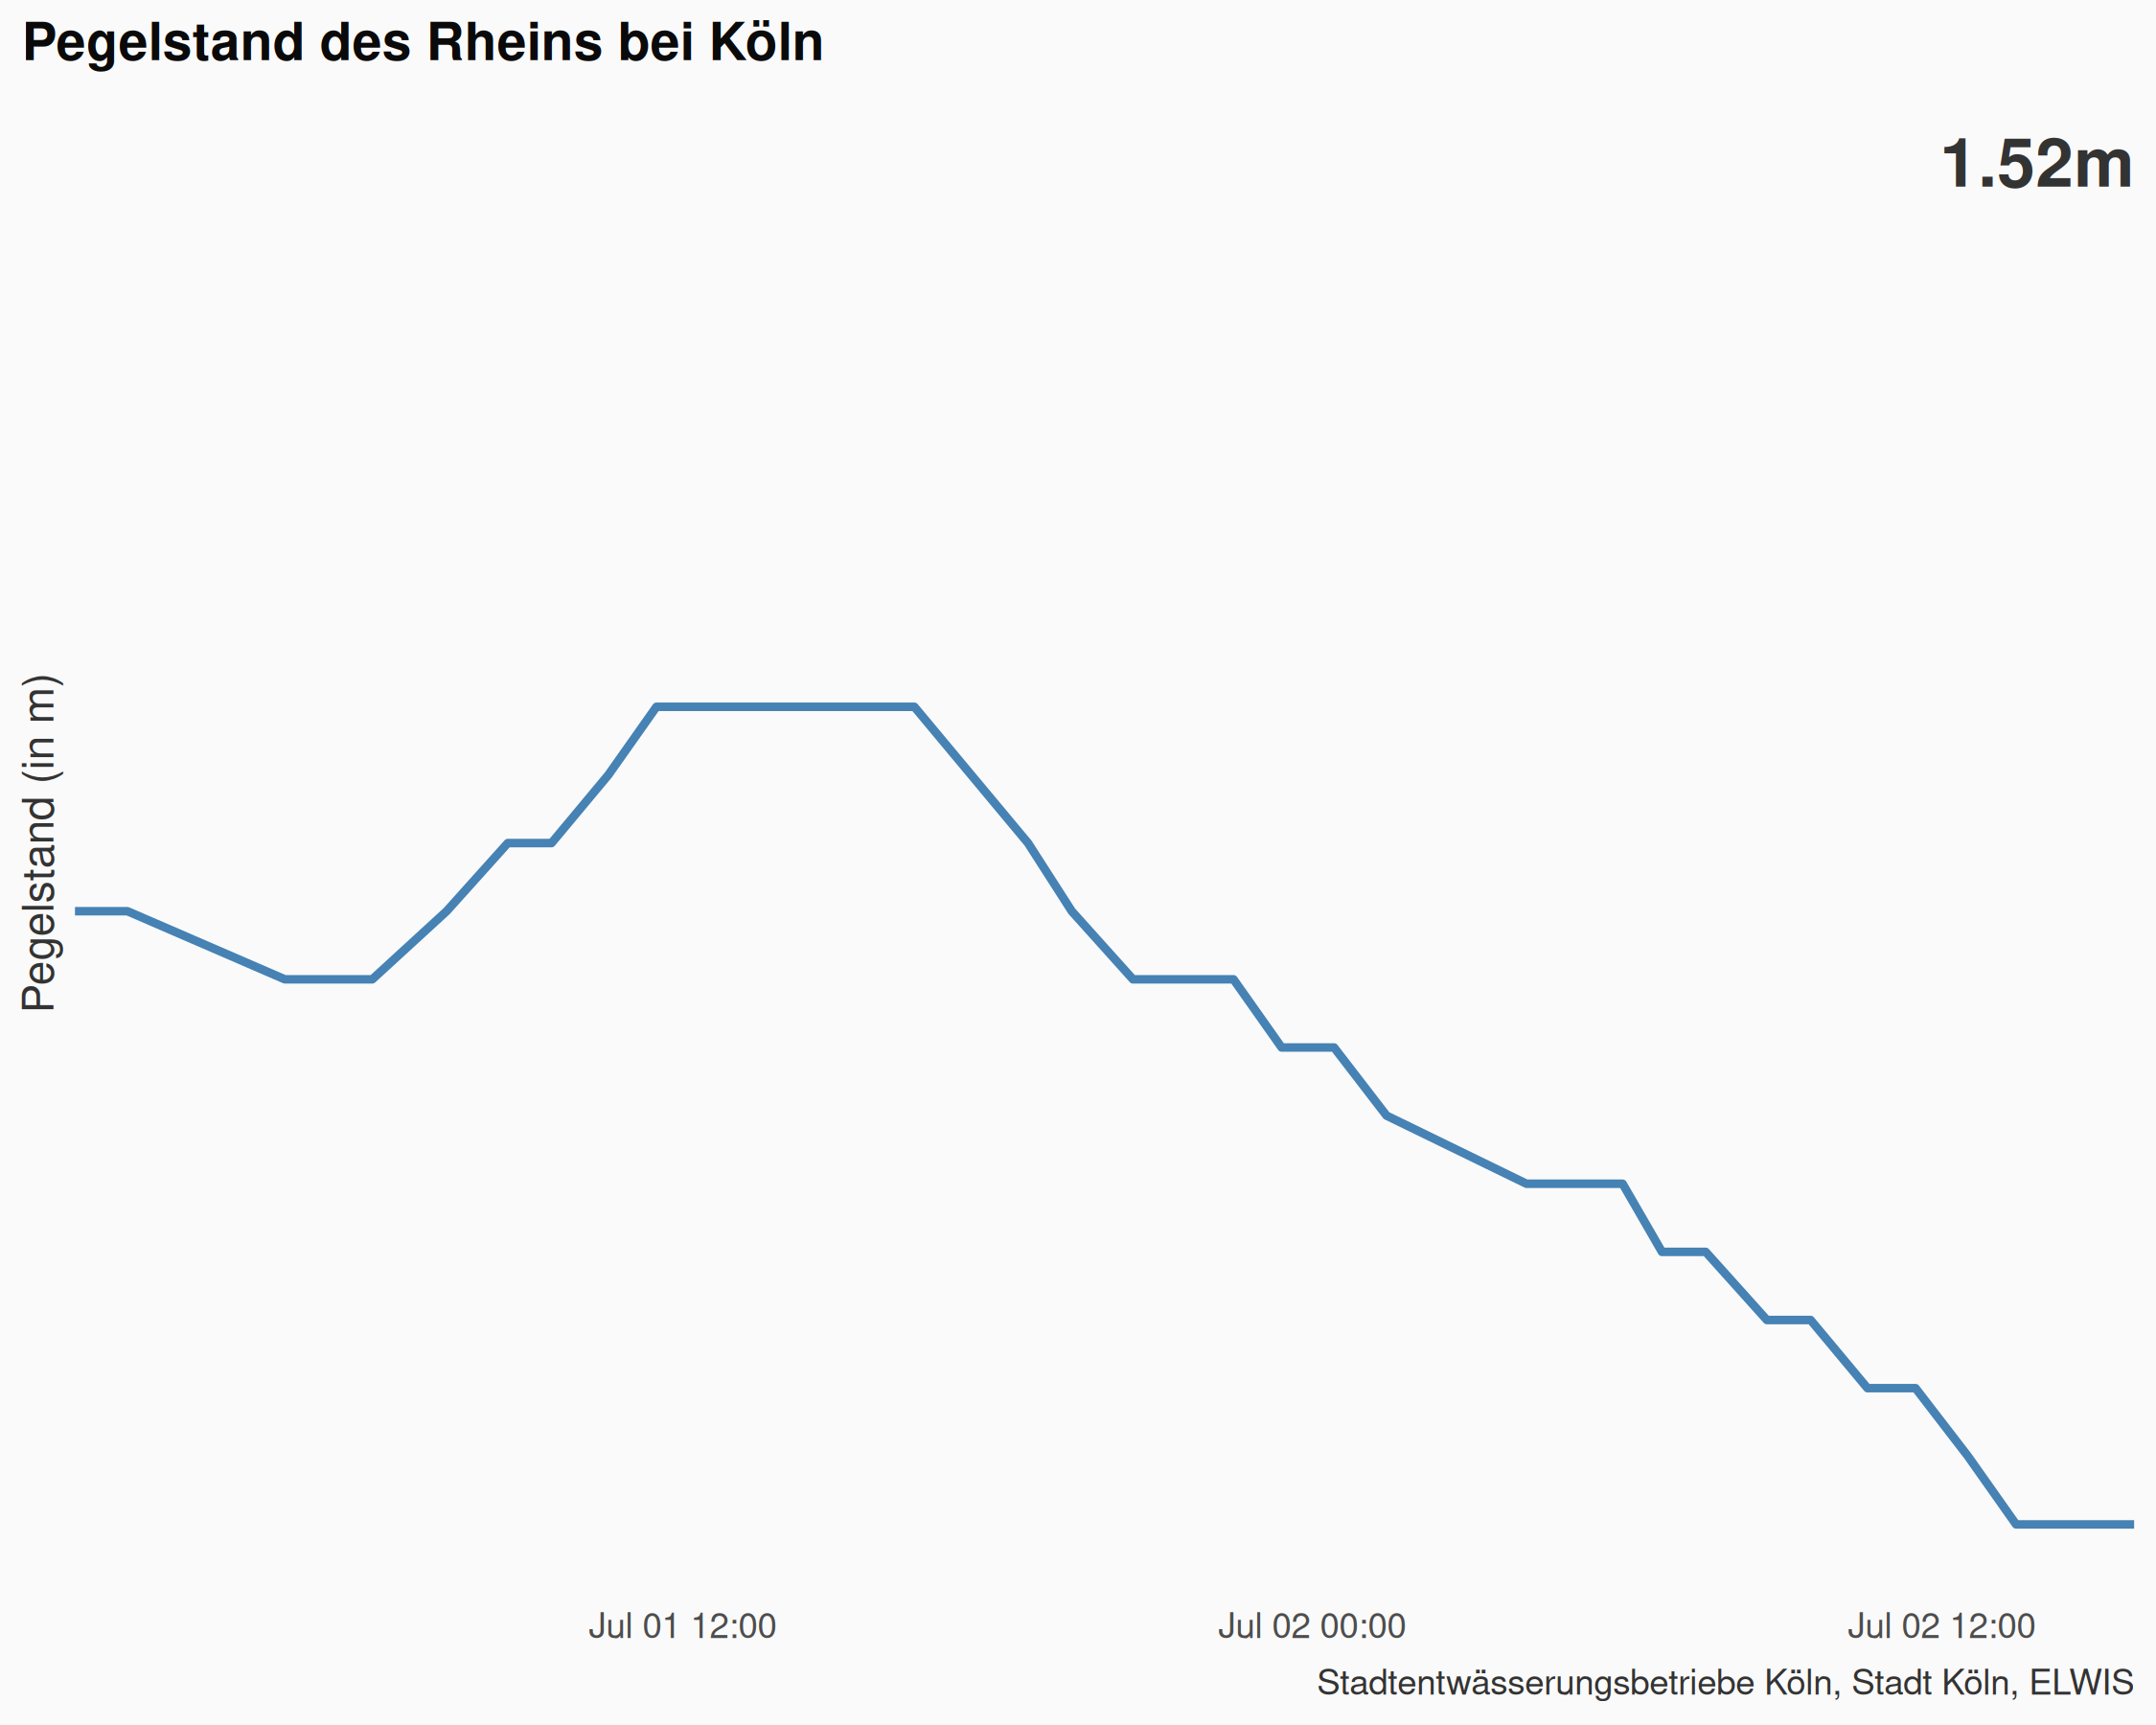 Pegelstand des Rheins bei Köln
1.52m
Pegelstand (in m)
Jul 01 12:00
Jul 02 00:00
Jul 02 12:00
Stadtentwässerungsbetriebe Köln, Stadt Köln, ELWIS